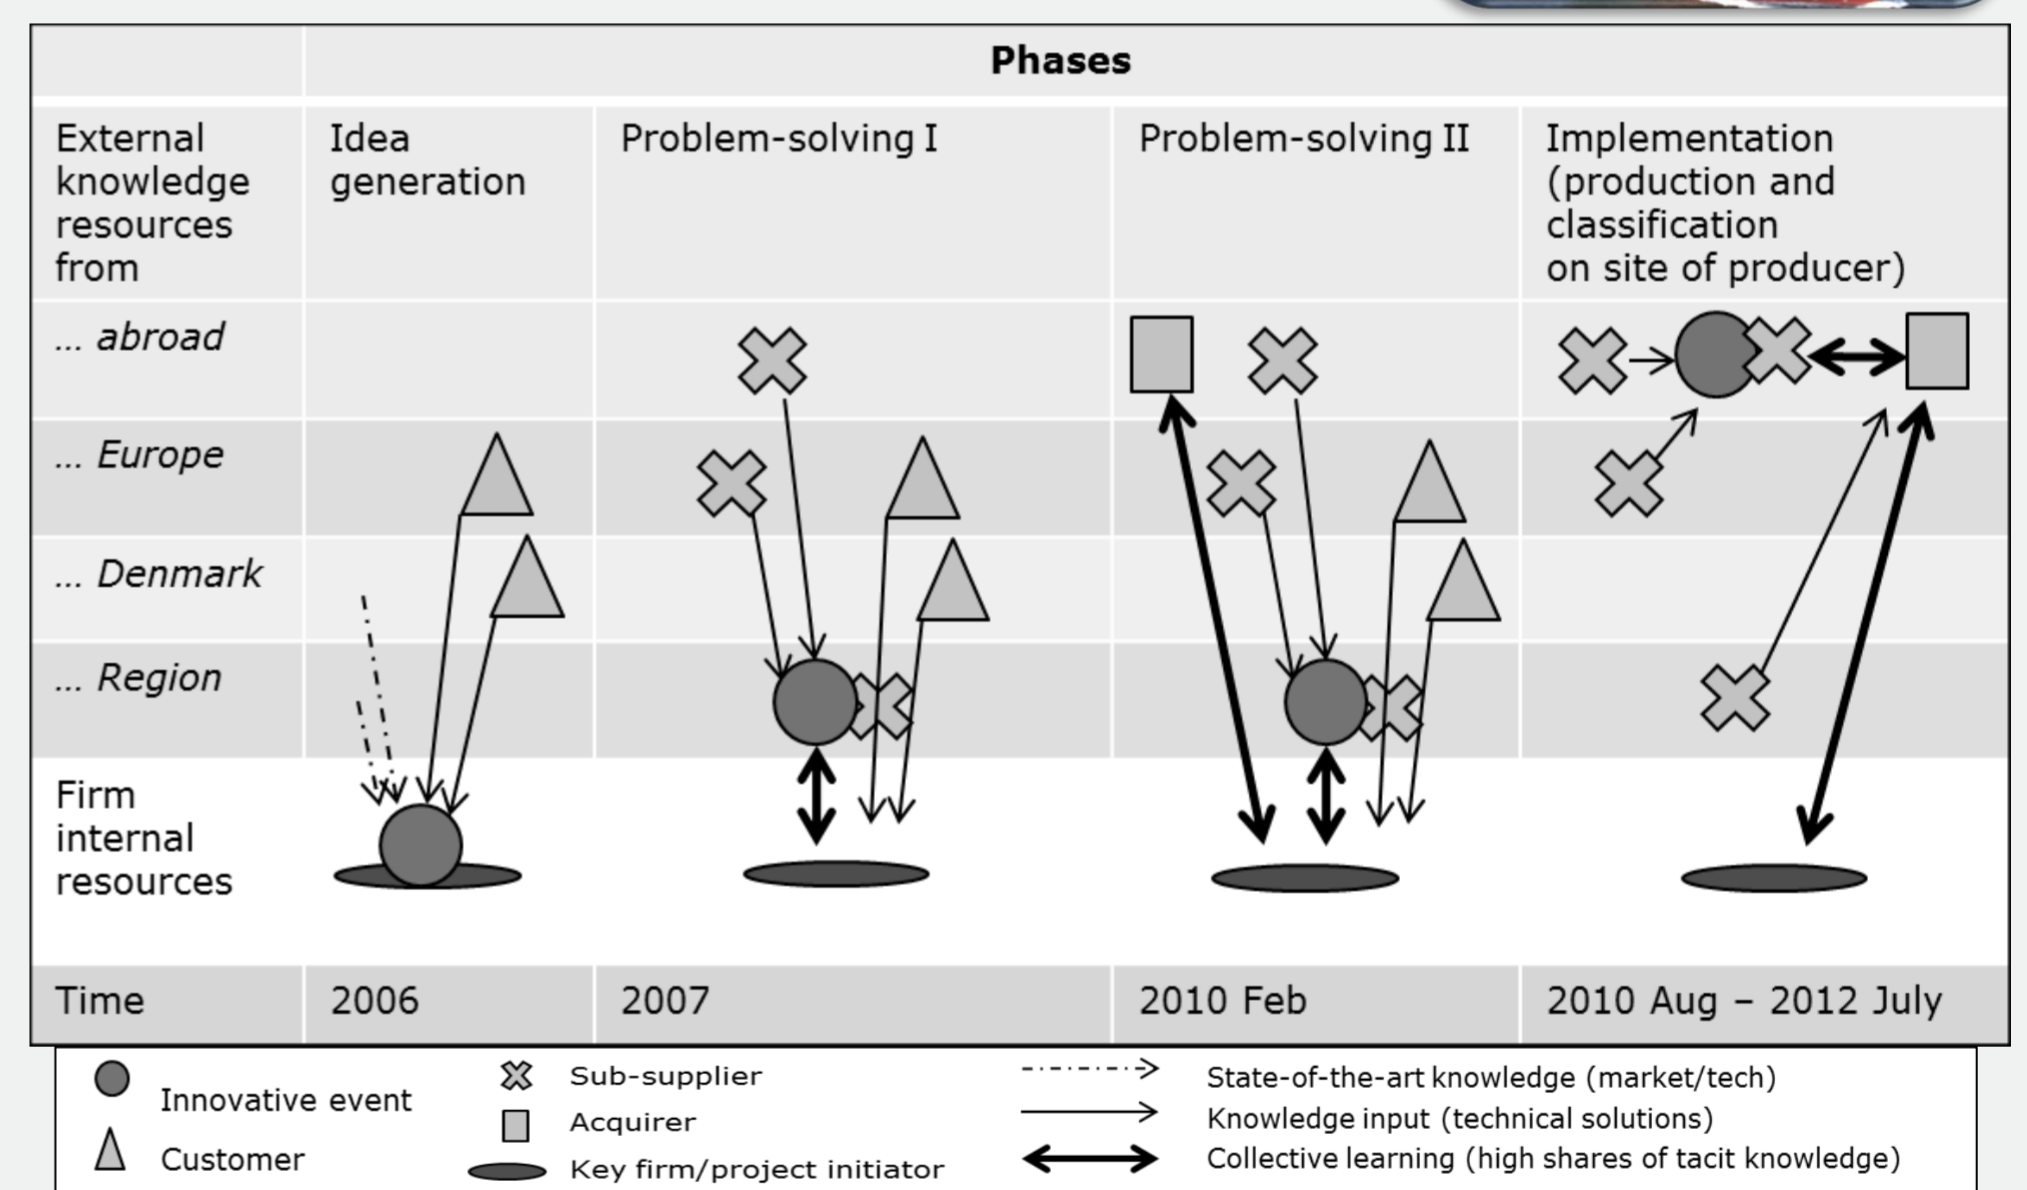 Phases
External
knowledge
resources
from
Idea
generation
Problem-solving I
Problem-solving II
Implementation
(production and
classification
on site of producer)
... abroad
... Europe
... Denmark
... Region
Firm
internal
resources
Time
2006
2007
2010 Feb
2010 Aug – 2012 July
Innovative event
Customer
Sub-supplier
Acquirer
Key firm/project initiator
State-of-the-art knowledge (market/tech)
Knowledge input (technical solutions)
Collective learning (high shares of tacit knowledge)